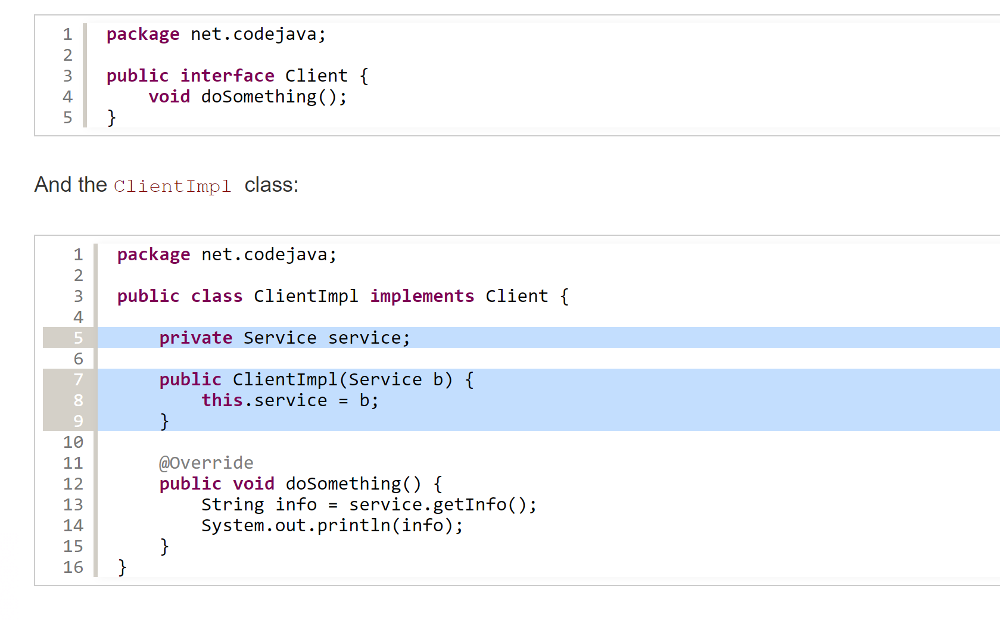 1 package net.codejava;
2
3 public interface Client {
4     void doSomething();
5 }
And the ClientImpl class:
1 package net.codejava;
2
3 public class ClientImpl implements Client {
4
5     private Service service;
6
7     public ClientImpl(Service b) {
8         this.service = b;
9     }
10
11     @Override
12     public void doSomething() {
13         String info = service.getInfo();
14         System.out.println(info);
15     }
16 }